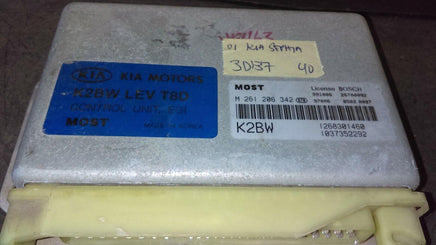 01 KIA SEPHIA
3D137 4D
KIA
KIA MOTORS
K2BW LEV T8D
CONTROL UNIT-ECU
MOST
MADE IN KOREA
MOST
License BOSCH
M 261 206 342
K2BW
1268301460
1037352292